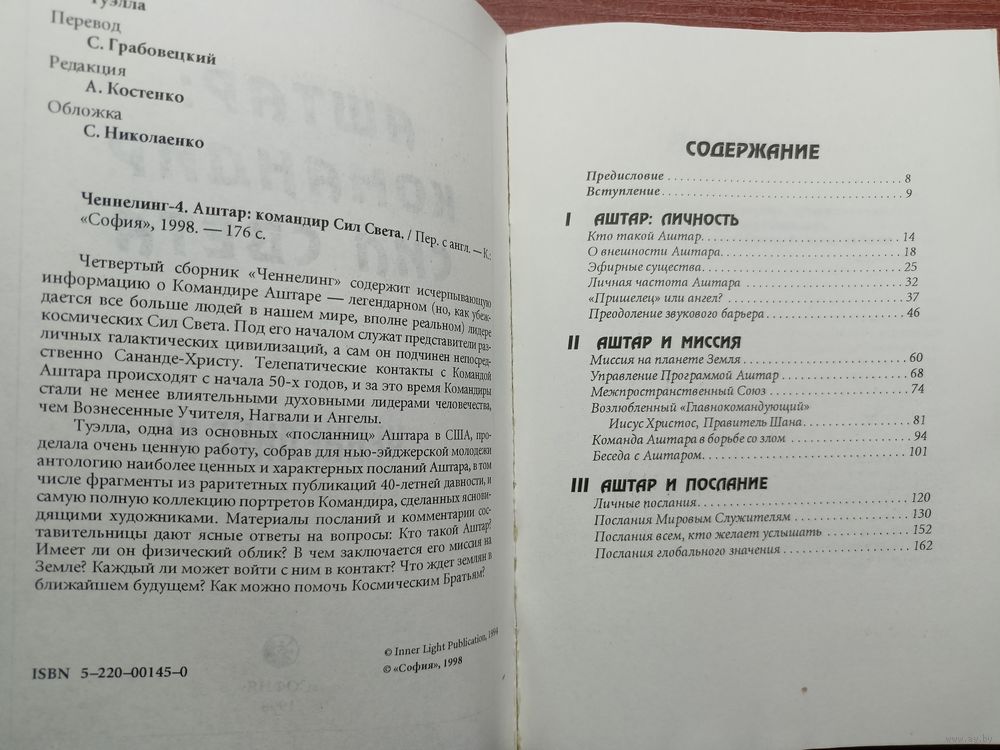 Туэлла
Перевод
С. Грабовецкий
Редакция
А. Костенко
Обложка
С. Николаенко
Ченнелинг-4. Аштар: командир Сил Света. / Пер. с англ. — К.:
«София», 1998. — 176 с.
Четвертый сборник «Ченнелинг» содержит исчерпывающую
информацию о Командире Аштаре — легендарном (но, как убеж-
дается все больше людей в нашем мире, вполне реальном) лидере
космических Сил Света. Под его началом служат представители раз-
личных галактических цивилизаций, а сам он подчинен непосред-
ственно Сананде-Христу. Телепатические контакты с Командой
Аштара происходят с начала 50-х годов, и за это время Командиры
стали не менее влиятельными духовными лидерами человечества,
чем Вознесенные Учителя, Нагвали и Ангелы.
Туэлла, одна из основных «посланниц» Аштара в США, про-
делала очень ценную работу, собрав для нью-эйджерской молодежи
антологию наиболее ценных и характерных посланий Аштара, в том
числе фрагменты из раритетных публикаций 40-летней давности, и
самую полную коллекцию портретов Командира, сделанных яснови-
дящими художниками. Материалы посланий и комментарии сос-
тавительницы дают ясные ответы на вопросы: Кто такой Аштар?
Имеет ли он физический облик? В чем заключается его миссия на
Земле? Каждый ли может войти с ним в контакт? Что ждет землян в
ближайшем будущем? Как можно помочь Космическим Братьям?
© Inner Light Publication, 1994
ISBN 5–220–00145–0
© «София», 1998
СОДЕРЖАНИЕ
Предисловие 8
Вступление 9
I АШТАР: ЛИЧНОСТЬ
Кто такой Аштар 14
О внешности Аштара 18
Эфирные существа 25
Личная частота Аштара 32
«Пришелец» или ангел? 37
Преодоление звукового барьера 46
II АШТАР И МИССИЯ
Миссия на планете Земля 60
Управление Программой Аштар 68
Межпространственный Союз 74
Возлюбленный «Главнокомандующий»
Иисус Христос, Правитель Шана 81
Команда Аштара в борьбе со злом 94
Беседа с Аштаром 101
III АШТАР И ПОСЛАНИЕ
Личные послания 120
Послания Мировым Служителям 130
Послания всем, кто желает услышать 152
Послания глобального значения 162
www.ay.by